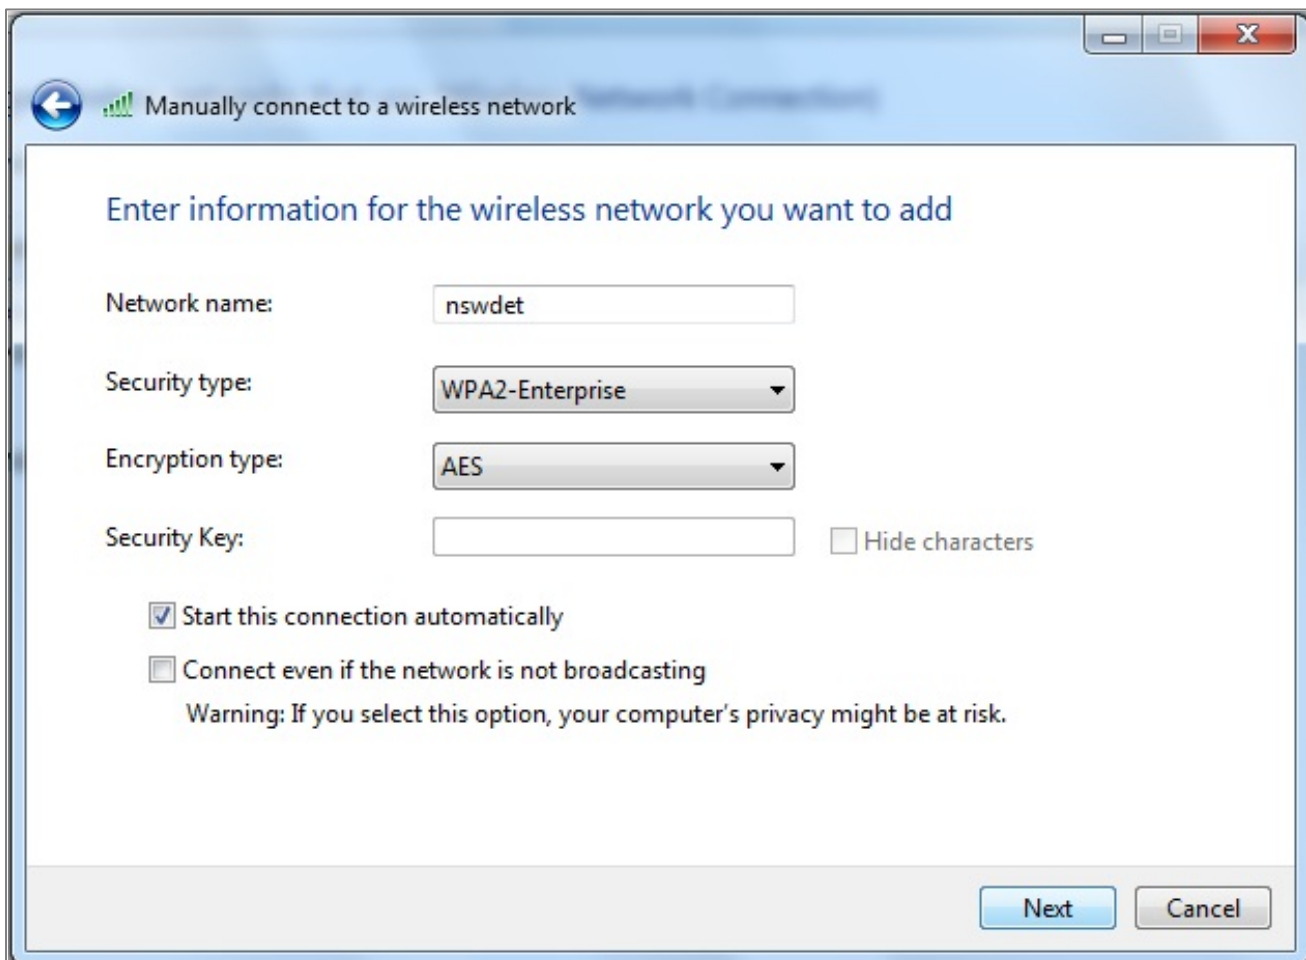 Manually connect to a wireless network
Enter information for the wireless network you want to add
Network name: nswdet
Security type: WPA2-Enterprise
Encryption type: AES
Security Key: Hide characters
Start this connection automatically
Connect even if the network is not broadcasting
Warning: If you select this option, your computer's privacy might be at risk.
Next Cancel